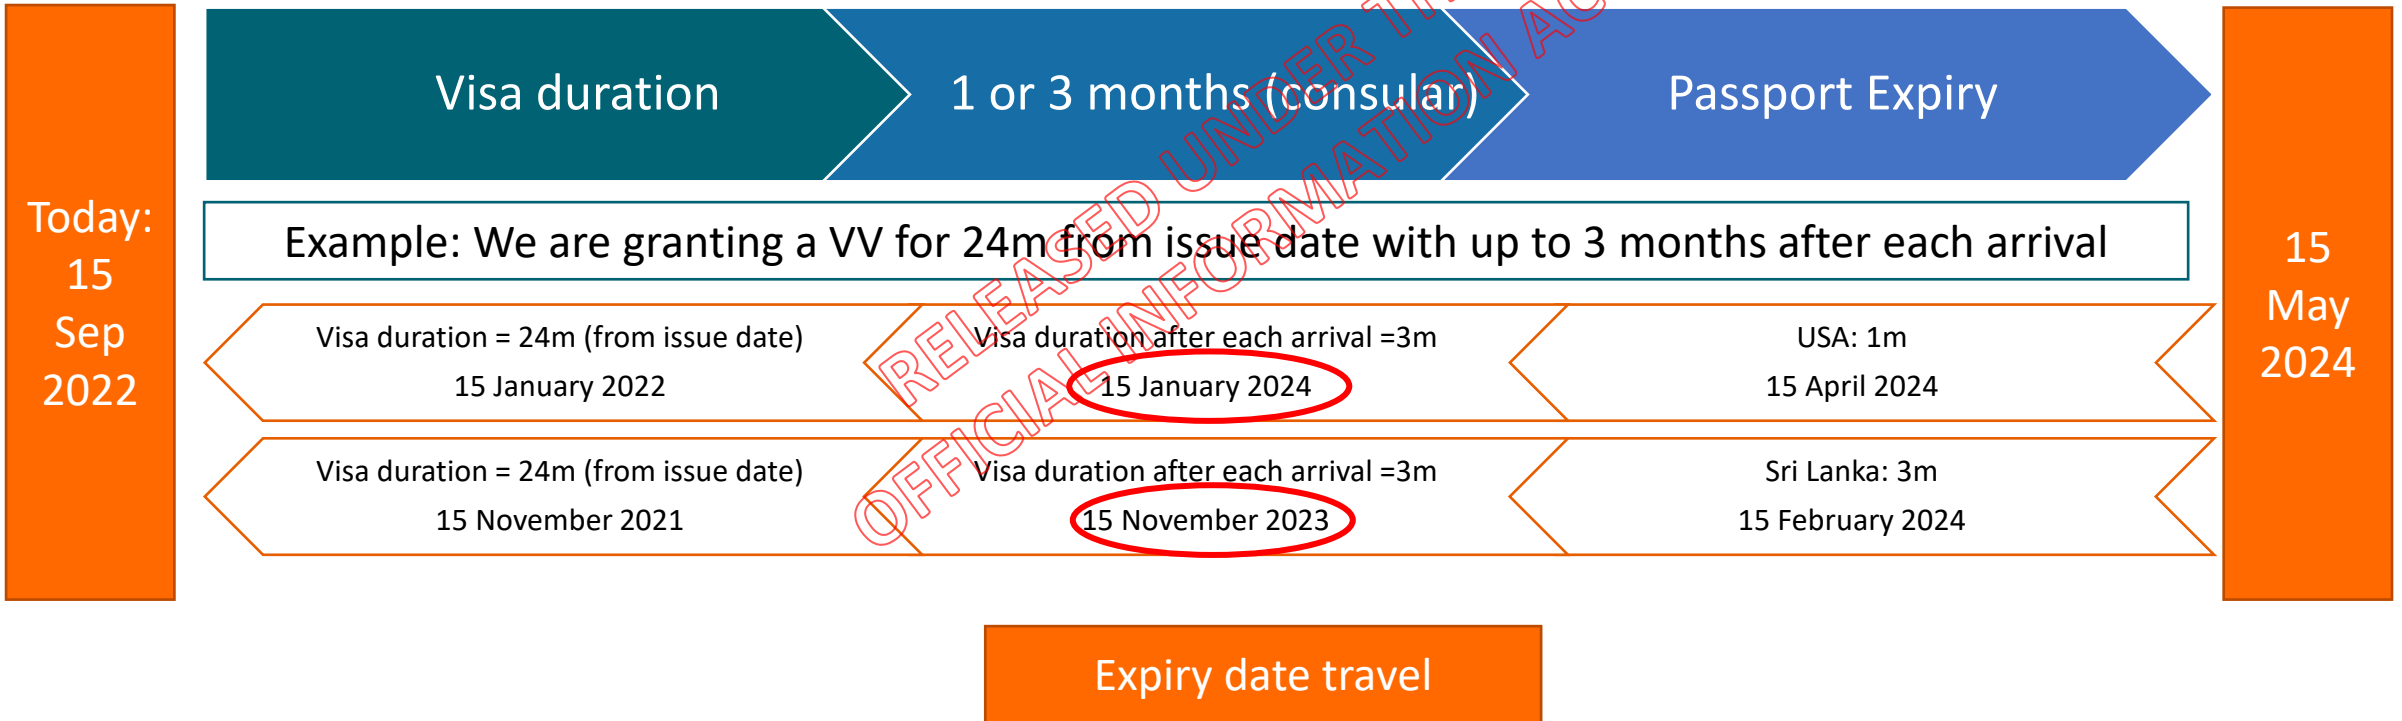 Visa duration
1 or 3 months (consular)
Passport Expiry
Today:
15
Sep
2022
Example: We are granting a VV for 24m from issue date with up to 3 months after each arrival
15
May
2024
Visa duration = 24m (from issue date)
15 January 2022
Visa duration after each arrival =3m
15 January 2024
USA: 1m
15 April 2024
Visa duration = 24m (from issue date)
15 November 2021
Visa duration after each arrival =3m
15 November 2023
Sri Lanka: 3m
15 February 2024
Expiry date travel
RELEASED UNDER
OFFICIAL INFORMATION